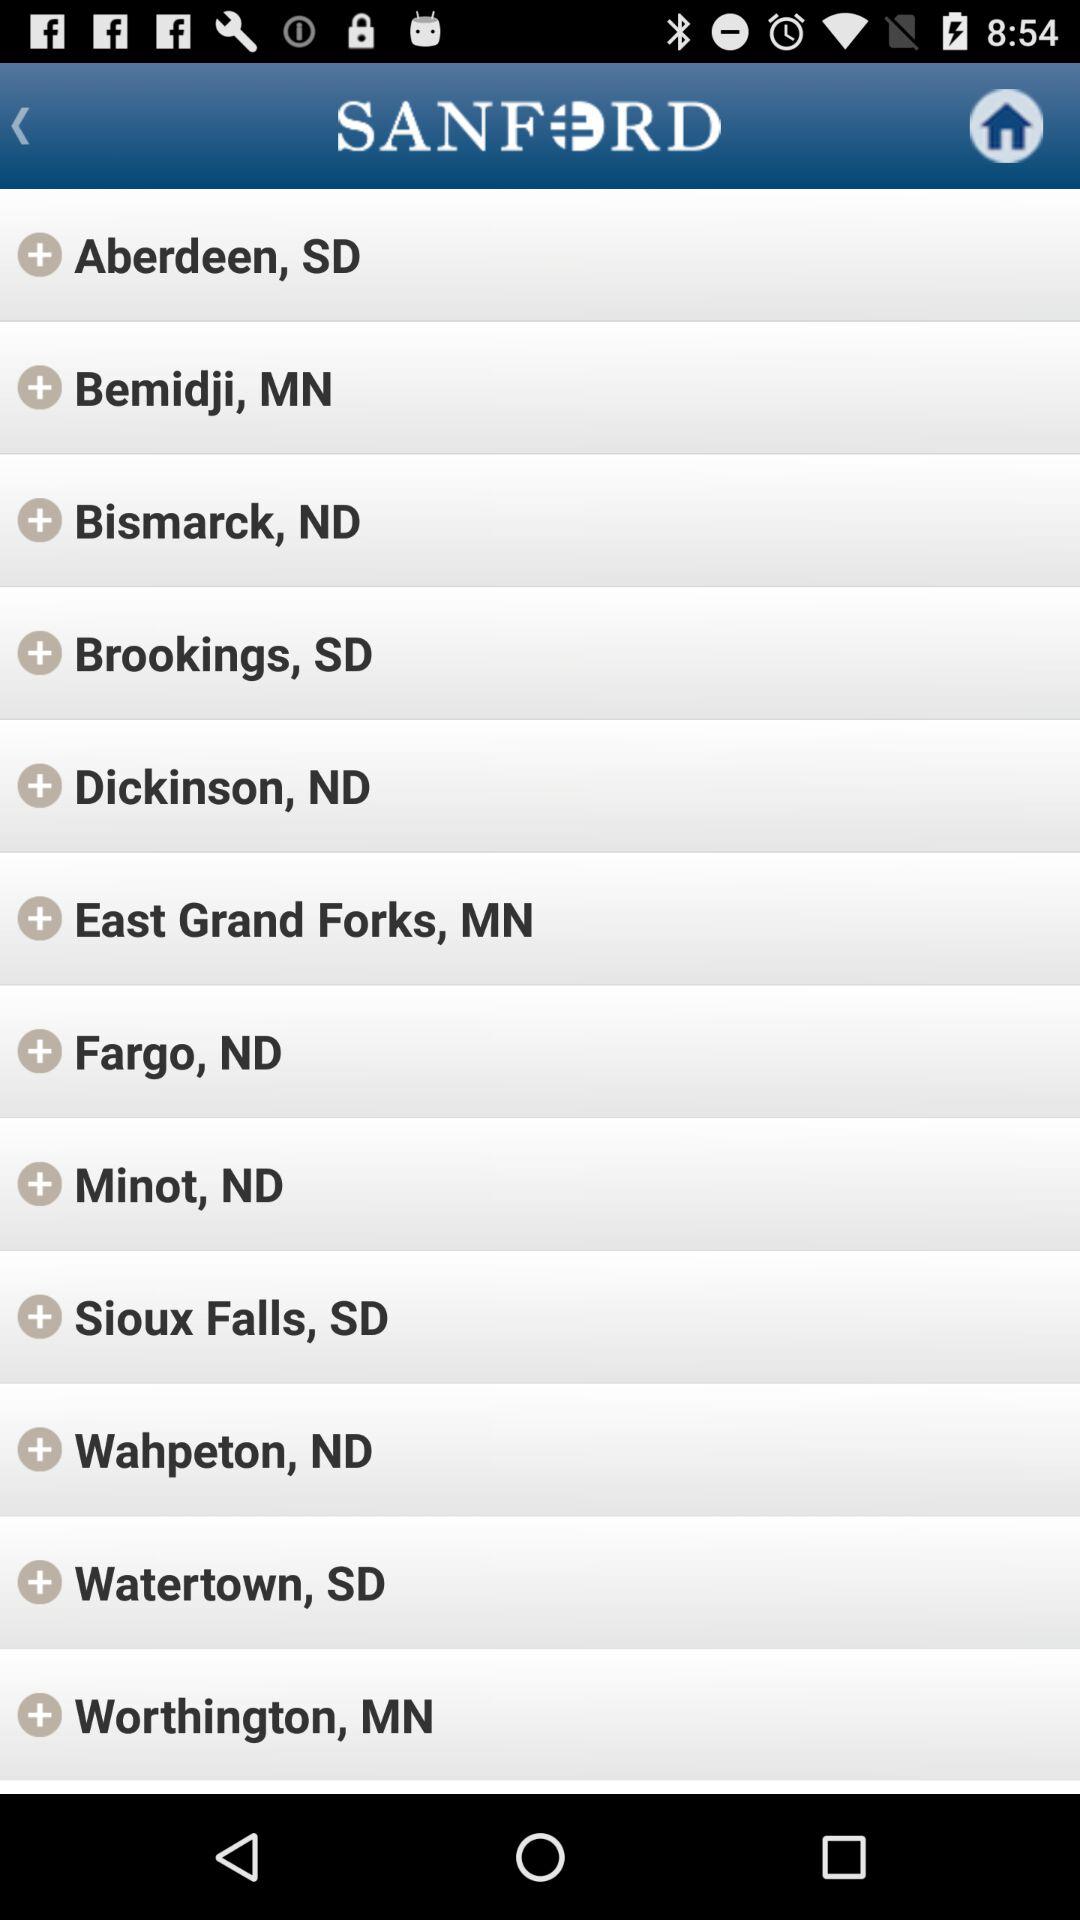 8:54
SANFORD
Aberdeen, SD
Bemidji, MN
Bismarck, ND
Brookings, SD
Dickinson, ND
East Grand Forks, MN
Fargo, ND
Minot, ND
Sioux Falls, SD
Wahpeton, ND
Watertown, SD
Worthington, MN